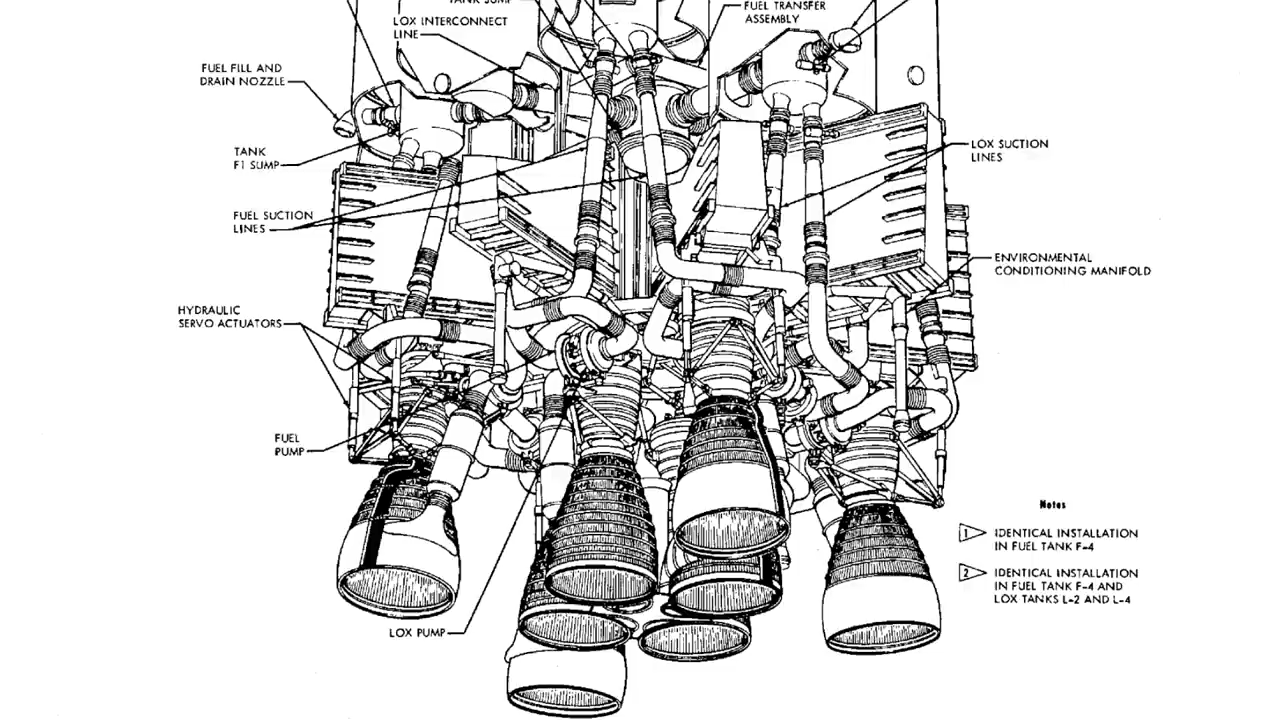 TANK SUMP
FUEL TRANSFER
ASSEMBLY
LOX INTERCONNECT
LINE
FUEL FILL AND
DRAIN NOZZLE
TANK
F1 SUMP
LOX SUCTION
LINES
FUEL SUCTION
LINES
ENVIRONMENTAL
CONDITIONING MANIFOLD
HYDRAULIC
SERVO ACTUATORS
FUEL
PUMP
LOX PUMP
Notes
1 IDENTICAL INSTALLATION
IN FUEL TANK F-4
2 IDENTICAL INSTALLATION
IN FUEL TANK F-4 AND
LOX TANKS L-2 AND L-4